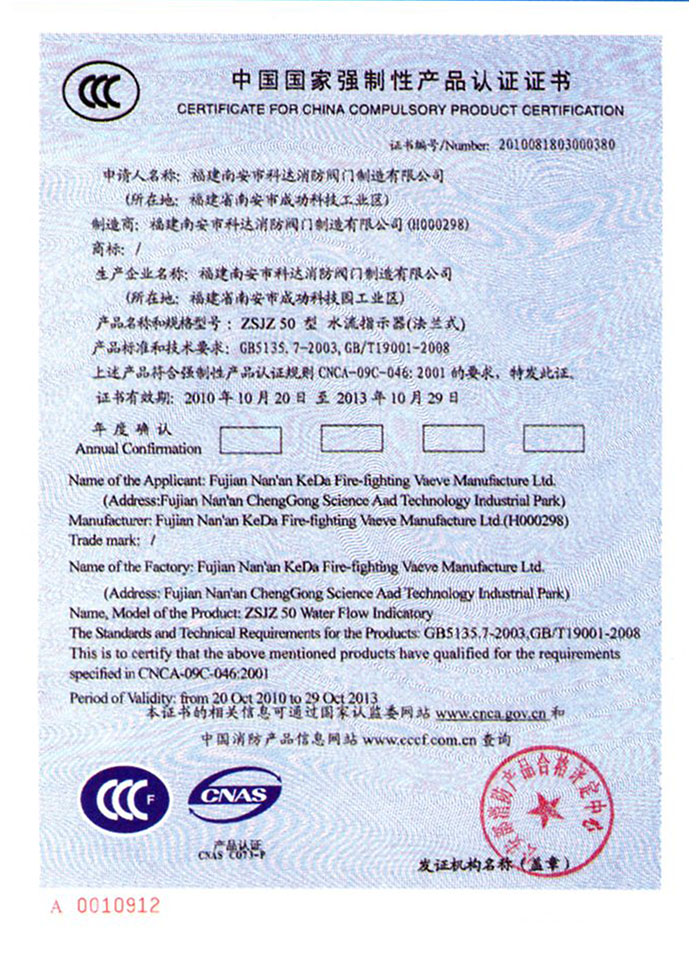 CCC
中国国家强制性产品认证证书
CERTIFICATE FOR CHINA COMPULSORY PRODUCT CERTIFICATION
证书编号/Number: 2010081803000380
申请人名称：福建南安市科达消防阀门制造有限公司
(所在地：福建省南安市成功科技工业区)
制造商：福建南安市科达消防阀门制造有限公司(H000298)
商标：/
生产企业名称：福建南安市科达消防阀门制造有限公司
(所在地：福建省南安市成功科技园工业区)
产品名称和规格型号：ZSJZ 50 型 水流指示器(法兰式)
产品标准和技术要求：GB5135.7-2003,GB/T19001-2008
上述产品符合强制性产品认证规则 CNCA-09C-046:2001 的要求，特发此证。
证书有效期：2010 年 10 月 20 日 至 2013 年 10 月 29 日
年度确认
Annual Confirmation
Name of the Applicant: Fujian Nan'an KeDa Fire-fighting Vaeve Manufacture Ltd.
(Address:Fujian Nan'an ChengGong Science Aad Technology Industrial Park)
Manufacturer: Fujian Nan'an KeDa Fire-fighting Vaeve Manufacture Ltd.(H000298)
Trade mark: /
Name of the Factory: Fujian Nan'an KeDa Fire-fighting Vaeve Manufacture Ltd.
(Address: Fujian Nan'an ChengGong Science Aad Technology Industrial Park)
Name, Model of the Product: ZSJZ 50 Water Flow Indicatory
The Standards and Technical Requirements for the Products: GB5135.7-2003,GB/T19001-2008
This is to certify that the above mentioned products have qualified for the requirements
specified in CNCA-09C-046:2001
Period of Validity: from 20 Oct 2010 to 29 Oct 2013
本证书的相关信息可通过国家认监委网站 www.cnca.gov.cn 和
中国消防产品信息网站 www.cccf.com.cn 查询
CCC F
CNAS
产品认证
CNAS C073-P
公安部消防产品合格评定中心
发证机构名称（盖章）
A 0010912